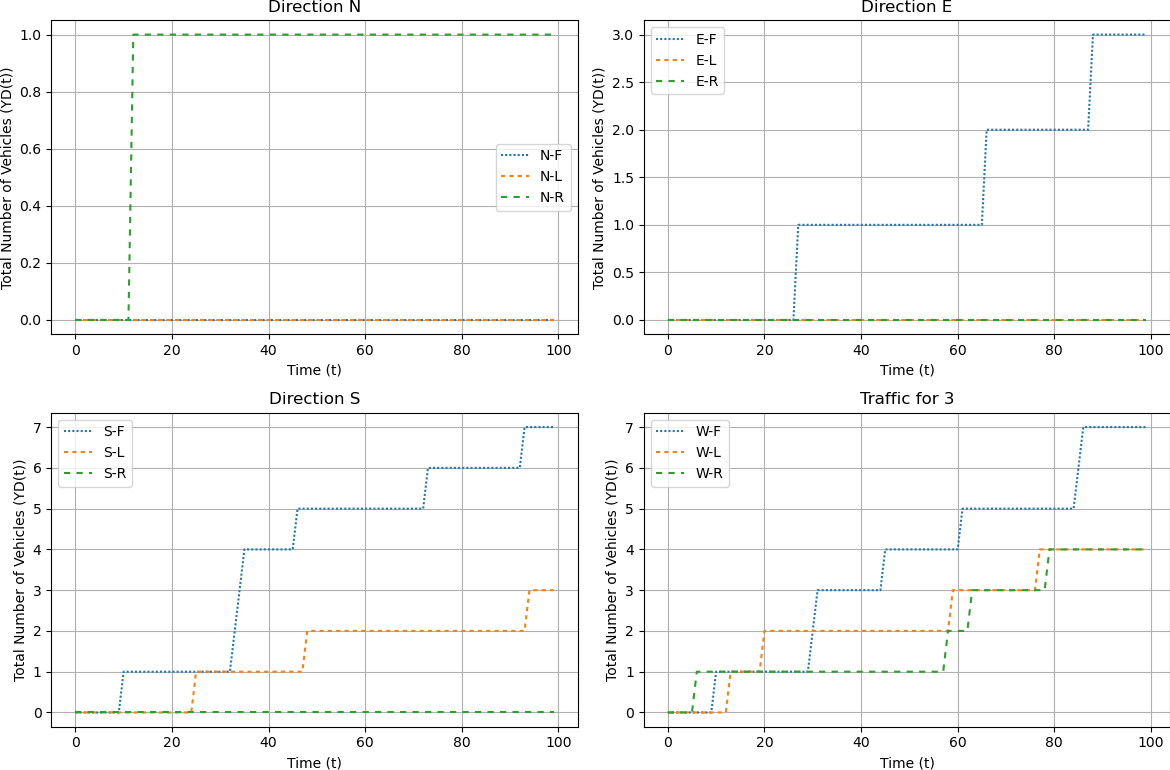 Direction N
Total Number of Vehicles (YD(t))
1.0
0.8
0.6
0.4
0.2
0.0
N-F
N-L
N-R
0 20 40 60 80 100
Time (t)
Direction E
Total Number of Vehicles (YD(t))
3.0
2.5
2.0
1.5
1.0
0.5
0.0
E-F
E-L
E-R
0 20 40 60 80 100
Time (t)
Direction S
Total Number of Vehicles (YD(t))
7
6
5
4
3
2
1
0
S-F
S-L
S-R
0 20 40 60 80 100
Time (t)
Traffic for 3
Total Number of Vehicles (YD(t))
7
6
5
4
3
2
1
0
W-F
W-L
W-R
0 20 40 60 80 100
Time (t)